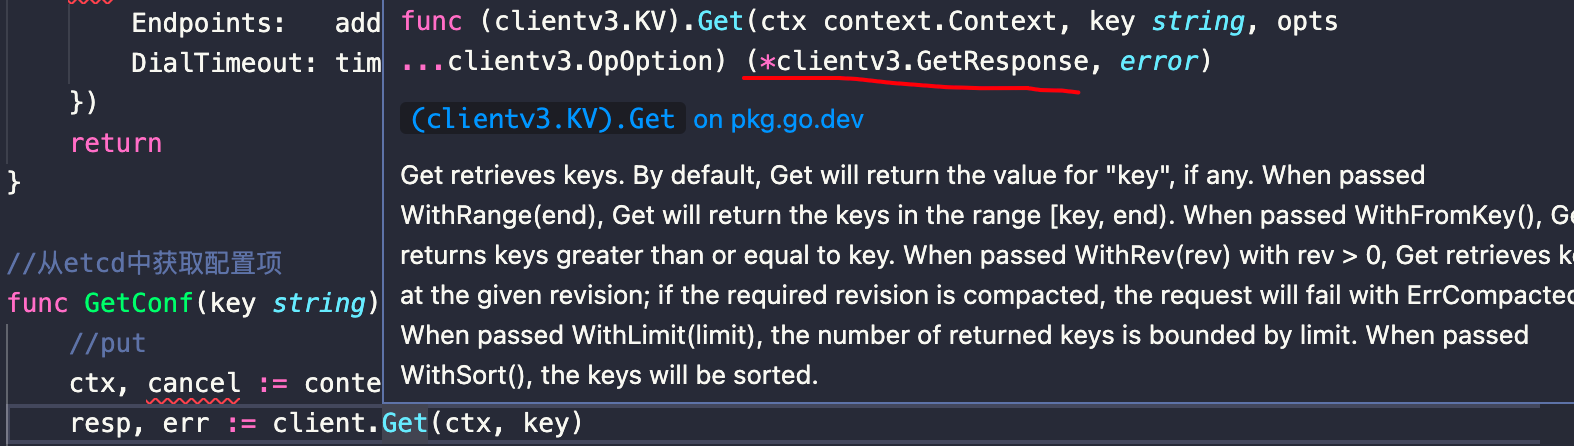 Endpoints:   add
DialTimeout: tim
})
return
}
//从etcd中获取配置项
func GetConf(key string)
//put
ctx, cancel := conte
resp, err := client.Get(ctx, key)
func (clientv3.KV).Get(ctx context.Context, key string, opts
...clientv3.OpOption) (*clientv3.GetResponse, error)
(clientv3.KV).Get on pkg.go.dev
Get retrieves keys. By default, Get will return the value for "key", if any. When passed
WithRange(end), Get will return the keys in the range [key, end). When passed WithFromKey(), Ge
returns keys greater than or equal to key. When passed WithRev(rev) with rev > 0, Get retrieves ke
at the given revision; if the required revision is compacted, the request will fail with ErrCompacted
When passed WithLimit(limit), the number of returned keys is bounded by limit. When passed
WithSort(), the keys will be sorted.